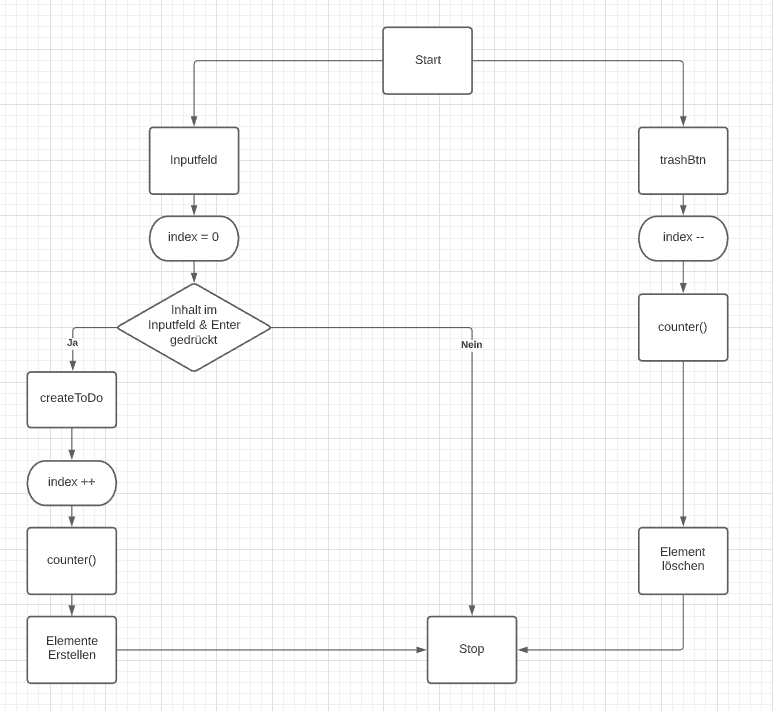 Start
Inputfeld
trashBtn
index = 0
index --
Inhalt im
Inputfeld & Enter
gedrückt
counter()
Ja
Nein
createToDo
index ++
counter()
Element
löschen
Elemente
Erstellen
Stop